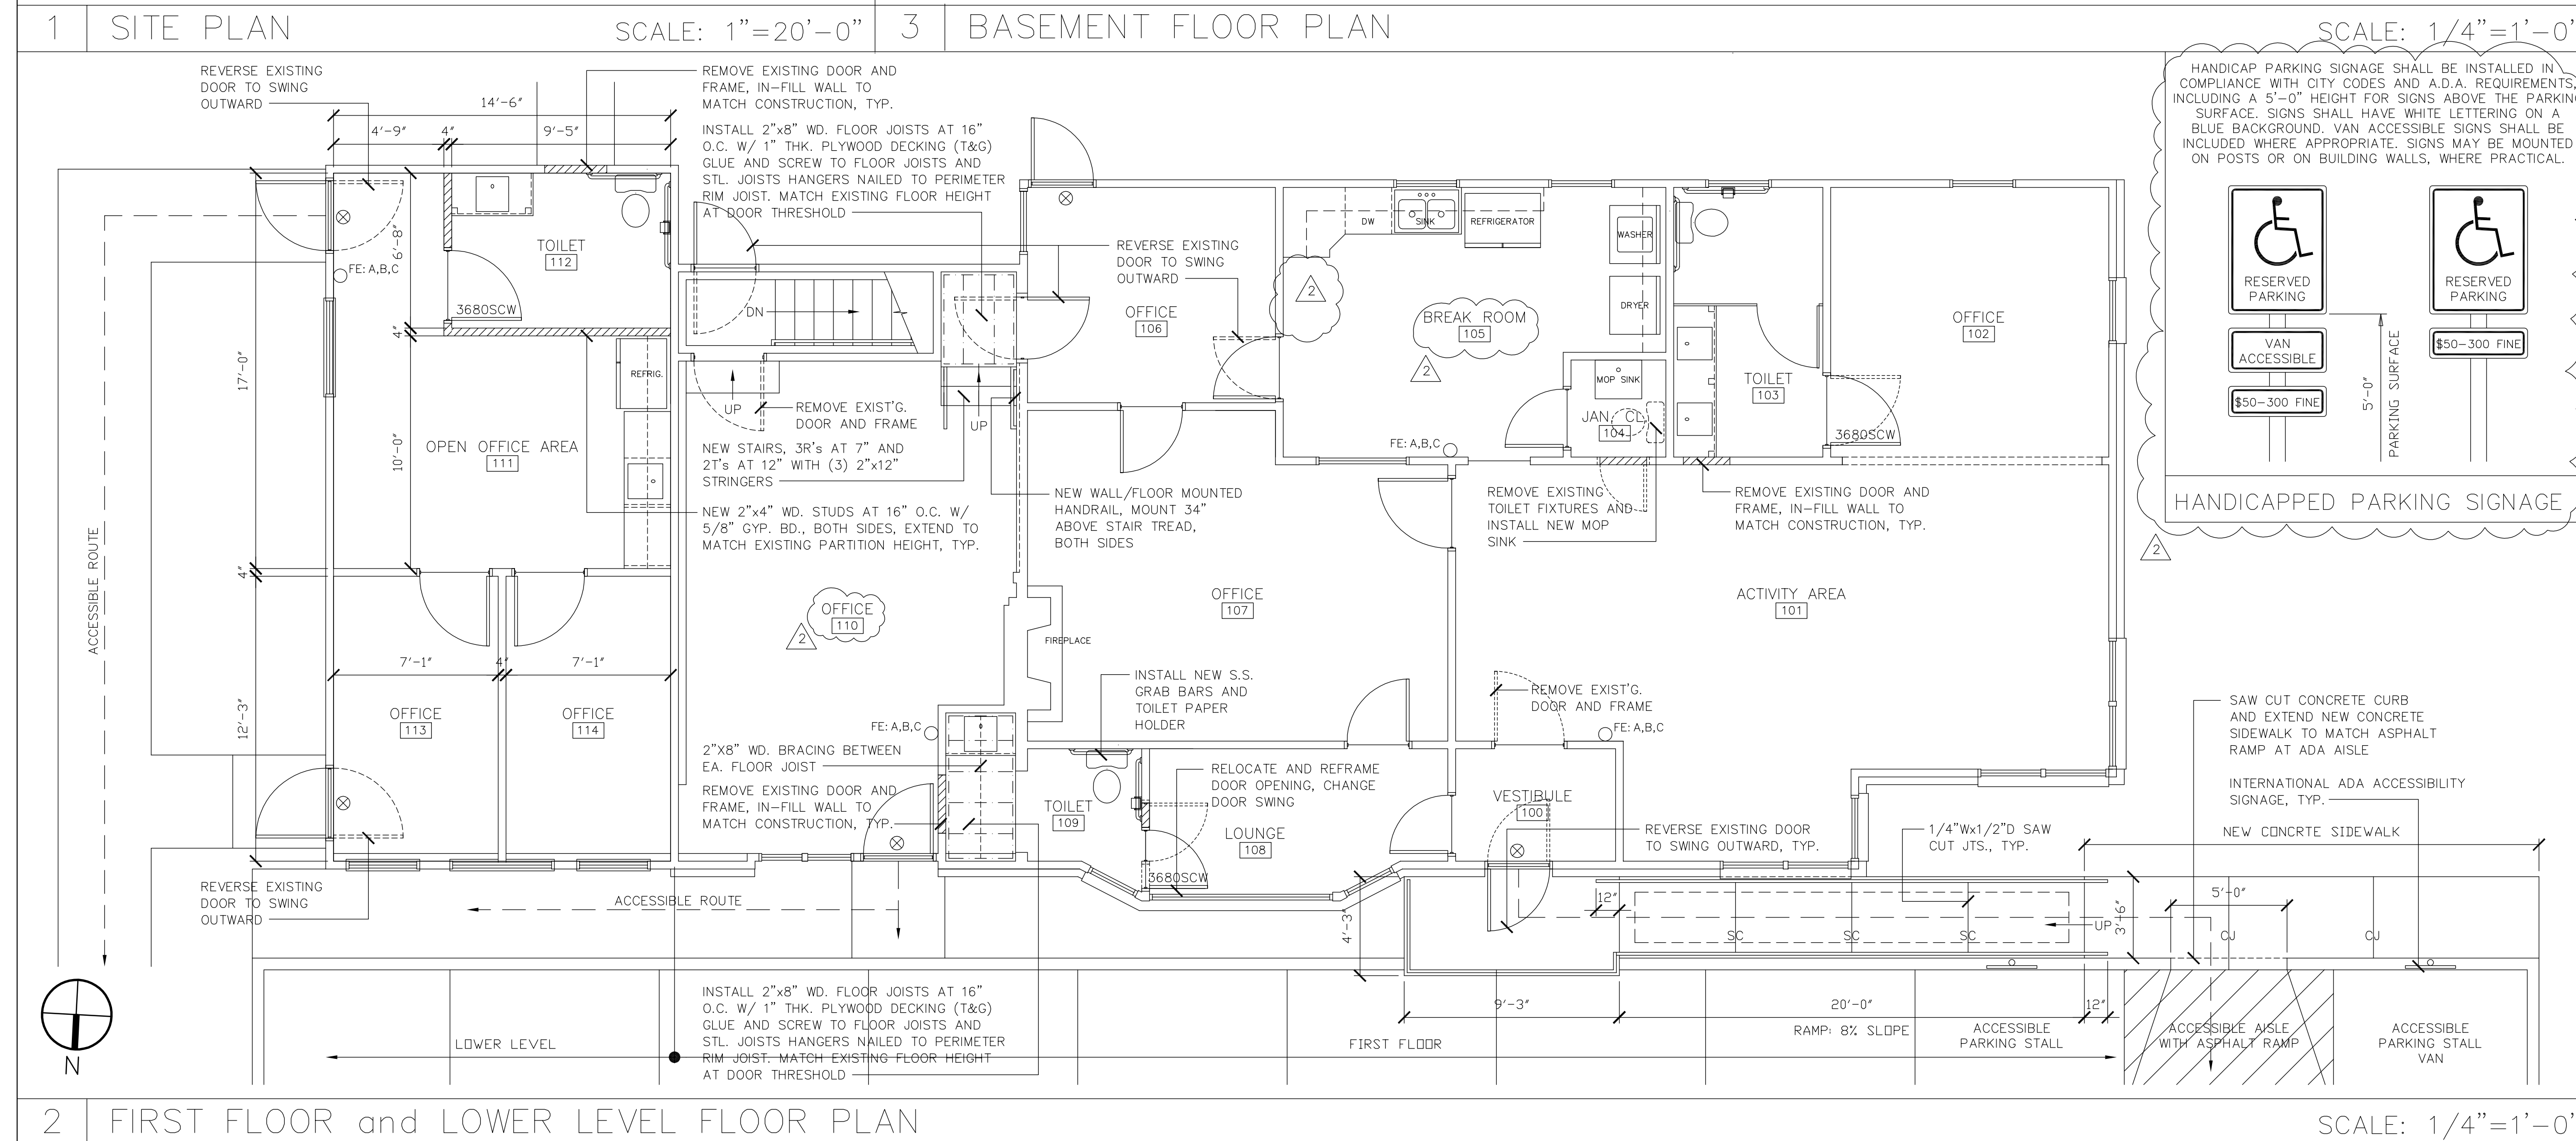 1 SITE PLAN SCALE: 1"=20'-0"
3 BASEMENT FLOOR PLAN SCALE: 1/4"=1'-0"
REVERSE EXISTING
DOOR TO SWING
OUTWARD
14'-6"
4'-9" 4" 9'-5"
REMOVE EXISTING DOOR AND
FRAME, IN-FILL WALL TO
MATCH CONSTRUCTION, TYP.
INSTALL 2"x8" WD. FLOOR JOISTS AT 16"
O.C. W/ 1" THK. PLYWOOD DECKING (T&G)
GLUE AND SCREW TO FLOOR JOISTS AND
STL. JOISTS HANGERS NAILED TO PERIMETER
RIM JOIST. MATCH EXISTING FLOOR HEIGHT
AT DOOR THRESHOLD
HANDICAP PARKING SIGNAGE SHALL BE INSTALLED IN
COMPLIANCE WITH CITY CODES AND A.D.A. REQUIREMENTS,
INCLUDING A 5'-0" HEIGHT FOR SIGNS ABOVE THE PARKING
SURFACE. SIGNS SHALL HAVE WHITE LETTERING ON A
BLUE BACKGROUND. VAN ACCESSIBLE SIGNS SHALL BE
INCLUDED WHERE APPROPRIATE. SIGNS MAY BE MOUNTED
ON POSTS OR ON BUILDING WALLS, WHERE PRACTICAL.
RESERVED
PARKING
VAN
ACCESSIBLE
$50-300 FINE
RESERVED
PARKING
$50-300 FINE
5'-0"
PARKING SURFACE
HANDICAPPED PARKING SIGNAGE
2
6'-8"
4"
10'-0"
17'-0"
4"
12'-3"
FE: A,B,C
TOILET
112
3680SCW
REFRIG.
OPEN OFFICE AREA
111
DN
UP
UP
REMOVE EXIST'G.
DOOR AND FRAME
NEW STAIRS, 3R's AT 7" AND
2T's AT 12" WITH (3) 2"x12"
STRINGERS
NEW 2"x4" WD. STUDS AT 16" O.C. W/
5/8" GYP. BD., BOTH SIDES, EXTEND TO
MATCH EXISTING PARTITION HEIGHT, TYP.
REVERSE EXISTING
DOOR TO SWING
OUTWARD
OFFICE
106
NEW WALL/FLOOR MOUNTED
HANDRAIL, MOUNT 34"
ABOVE STAIR TREAD,
BOTH SIDES
DW
SINK
REFRIGERATOR
WASHER
DRYER
2
BREAK ROOM
105
2
MOP SINK
JAN. CL.
104
FE: A,B,C
TOILET
103
3680SCW
OFFICE
102
REMOVE EXISTING
TOILET FIXTURES AND
INSTALL NEW MOP
SINK
REMOVE EXISTING DOOR AND
FRAME, IN-FILL WALL TO
MATCH CONSTRUCTION, TYP.
ACCESSIBLE ROUTE
OFFICE
110
2
OFFICE
107
FIREPLACE
ACTIVITY AREA
101
7'-1" 4" 7'-1"
OFFICE
113
OFFICE
114
FE: A,B,C
INSTALL NEW S.S.
GRAB BARS AND
TOILET PAPER
HOLDER
REMOVE EXIST'G.
DOOR AND FRAME
FE: A,B,C
2"X8" WD. BRACING BETWEEN
EA. FLOOR JOIST
REMOVE EXISTING DOOR AND
FRAME, IN-FILL WALL TO
MATCH CONSTRUCTION, TYP.
TOILET
109
RELOCATE AND REFRAME
DOOR OPENING, CHANGE
DOOR SWING
LOUNGE
108
3680SCW
VESTIBULE
100
REVERSE EXISTING DOOR
TO SWING OUTWARD, TYP.
1/4"Wx1/2"D SAW
CUT JTS., TYP.
SAW CUT CONCRETE CURB
AND EXTEND NEW CONCRETE
SIDEWALK TO MATCH ASPHALT
RAMP AT ADA AISLE
INTERNATIONAL ADA ACCESSIBILITY
SIGNAGE, TYP.
NEW CONCRTE SIDEWALK
REVERSE EXISTING
DOOR TO SWING
OUTWARD
ACCESSIBLE ROUTE
4'-3"
12"
SC SC SC
UP
3'-6"
5'-0"
CJ CJ
N
INSTALL 2"x8" WD. FLOOR JOISTS AT 16"
O.C. W/ 1" THK. PLYWOOD DECKING (T&G)
GLUE AND SCREW TO FLOOR JOISTS AND
STL. JOISTS HANGERS NAILED TO PERIMETER
RIM JOIST. MATCH EXISTING FLOOR HEIGHT
AT DOOR THRESHOLD
LOWER LEVEL
FIRST FLOOR
9'-3" 20'-0" 12"
RAMP: 8% SLOPE
ACCESSIBLE
PARKING STALL
ACCESSIBLE AISLE
WITH ASPHALT RAMP
ACCESSIBLE
PARKING STALL
VAN
2 FIRST FLOOR and LOWER LEVEL FLOOR PLAN SCALE: 1/4"=1'-0"